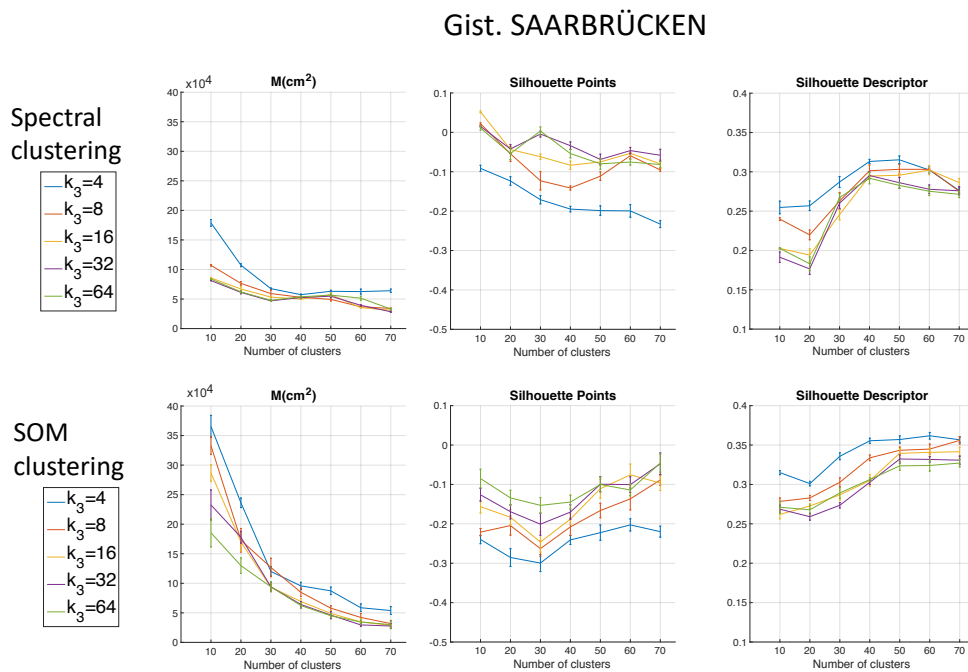 Gist. SAARBRÜCKEN
Spectral
clustering
k3=4
k3=8
k3=16
k3=32
k3=64
×10^4
M(cm²)
40
35
30
25
20
15
10
5
0
10 20 30 40 50 60 70
Number of clusters
Silhouette Points
0.1
0
-0.1
-0.2
-0.3
-0.4
-0.5
10 20 30 40 50 60 70
Number of clusters
Silhouette Descriptor
0.4
0.35
0.3
0.25
0.2
0.15
0.1
10 20 30 40 50 60 70
Number of clusters
SOM
clustering
k3=4
k3=8
k3=16
k3=32
k3=64
×10^4
M(cm²)
40
35
30
25
20
15
10
5
0
10 20 30 40 50 60 70
Number of clusters
Silhouette Points
0.1
0
-0.1
-0.2
-0.3
-0.4
-0.5
10 20 30 40 50 60 70
Number of clusters
Silhouette Descriptor
0.4
0.35
0.3
0.25
0.2
0.15
0.1
10 20 30 40 50 60 70
Number of clusters